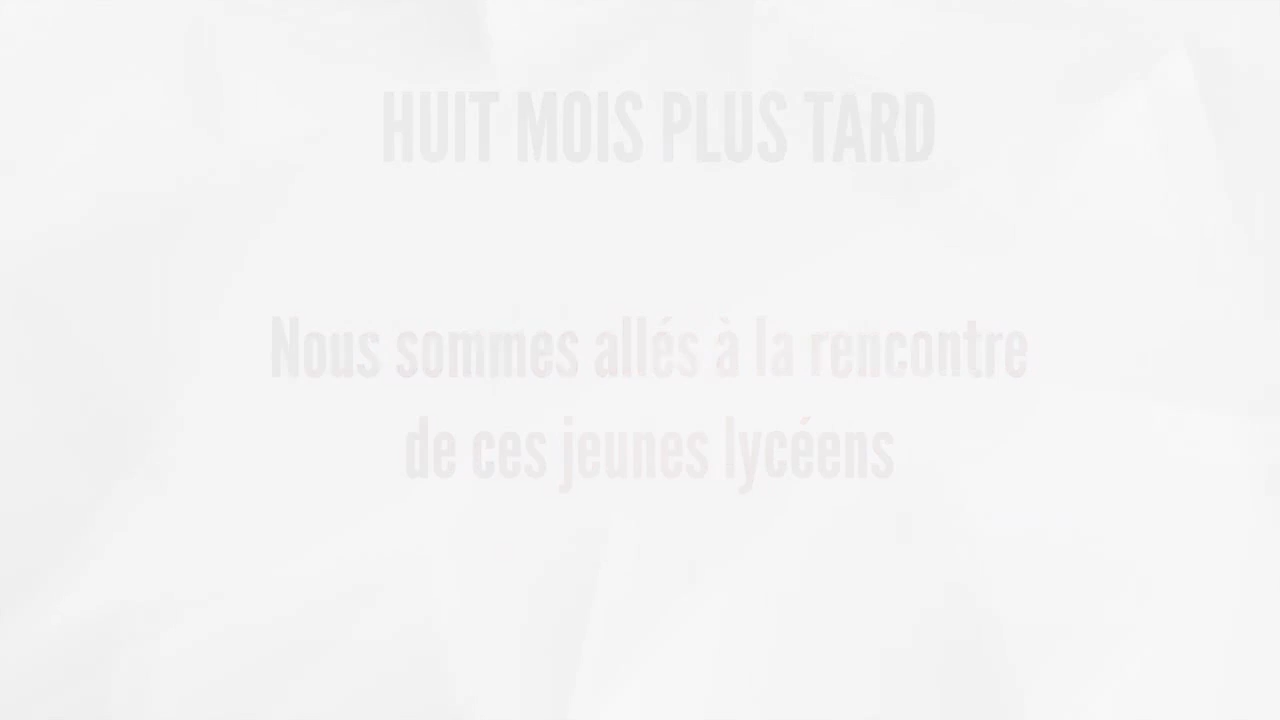 HUIT MOIS PLUS TARD
Nous sommes allés à la rencontre
de ces jeunes lycéens